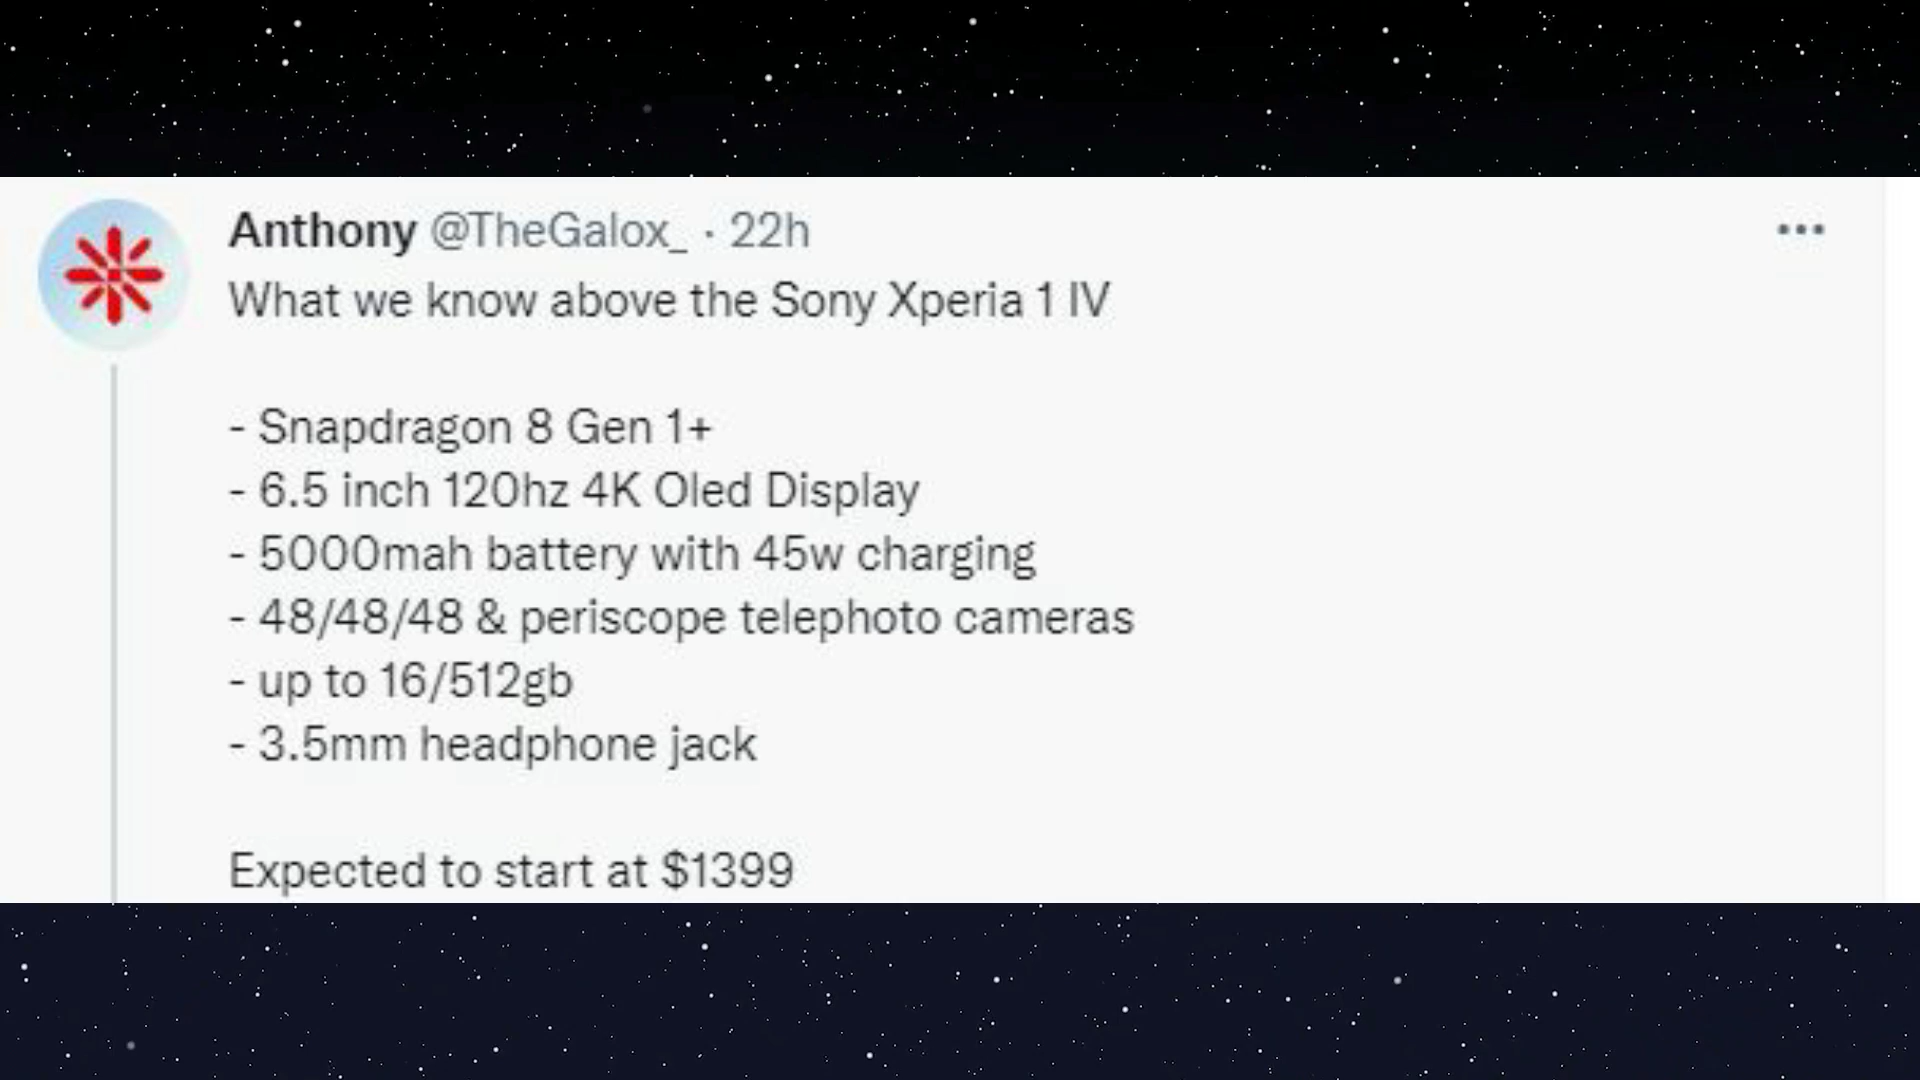 Anthony @TheGalox_ · 22h
What we know above the Sony Xperia 1 IV
- Snapdragon 8 Gen 1+
- 6.5 inch 120hz 4K Oled Display
- 5000mah battery with 45w charging
- 48/48/48 & periscope telephoto cameras
- up to 16/512gb
- 3.5mm headphone jack
Expected to start at $1399